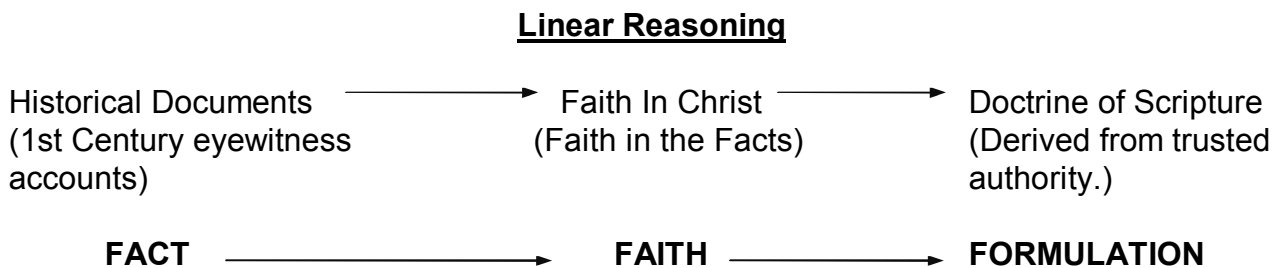 Linear Reasoning
Historical Documents
(1st Century eyewitness
accounts)
Faith In Christ
(Faith in the Facts)
Doctrine of Scripture
(Derived from trusted
authority.)
FACT FAITH FORMULATION